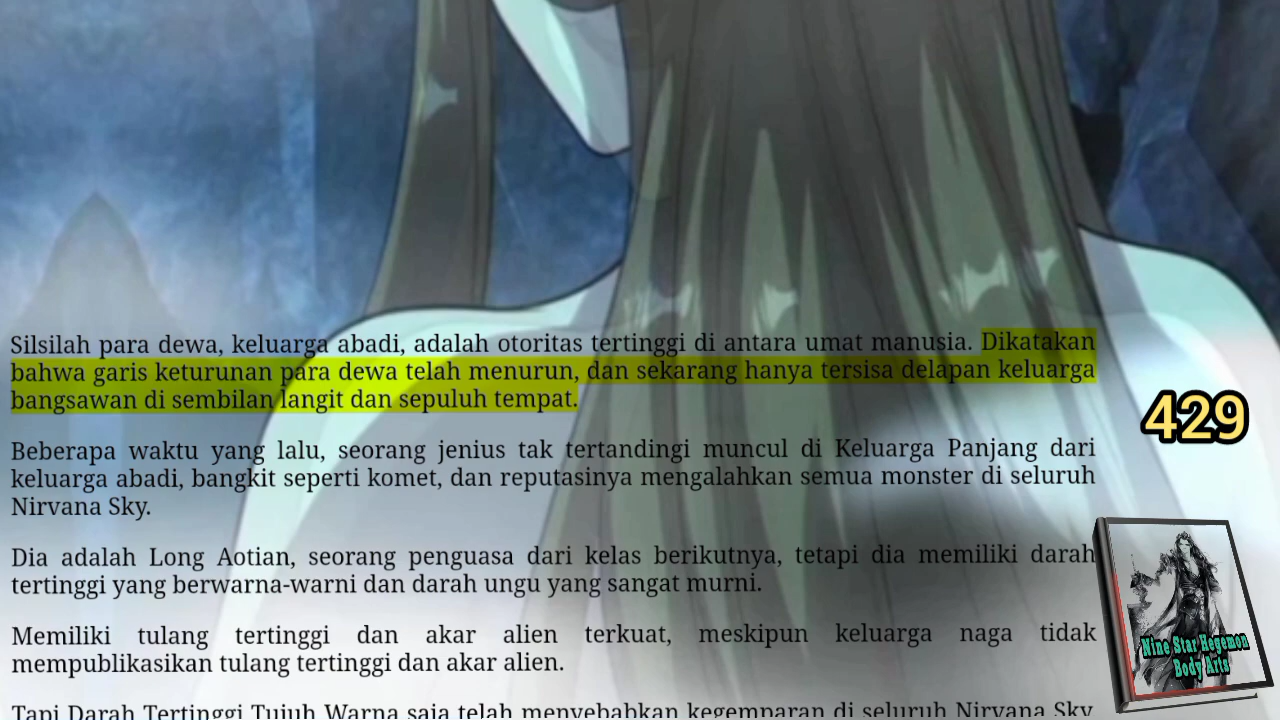 Silsilah para dewa, keluarga abadi, adalah otoritas tertinggi di antara umat manusia. Dikatakan
bahwa garis keturunan para dewa telah menurun, dan sekarang hanya tersisa delapan keluarga
bangsawan di sembilan langit dan sepuluh tempat.
Beberapa waktu yang lalu, seorang jenius tak tertandingi muncul di Keluarga Panjang dari
keluarga abadi, bangkit seperti komet, dan reputasinya mengalahkan semua monster di seluruh
Nirvana Sky.
Dia adalah Long Aotian, seorang penguasa dari kelas berikutnya, tetapi dia memiliki darah
tertinggi yang berwarna-warni dan darah ungu yang sangat murni.
Memiliki tulang tertinggi dan akar alien terkuat, meskipun keluarga naga tidak
mempublikasikan tulang tertinggi dan akar alien.
Tapi Darah Tertinggi Tujuh Warna saja telah menyebabkan kegemparan di seluruh Nirvana Sky
429
Nine Star Hegemon
Body Arts